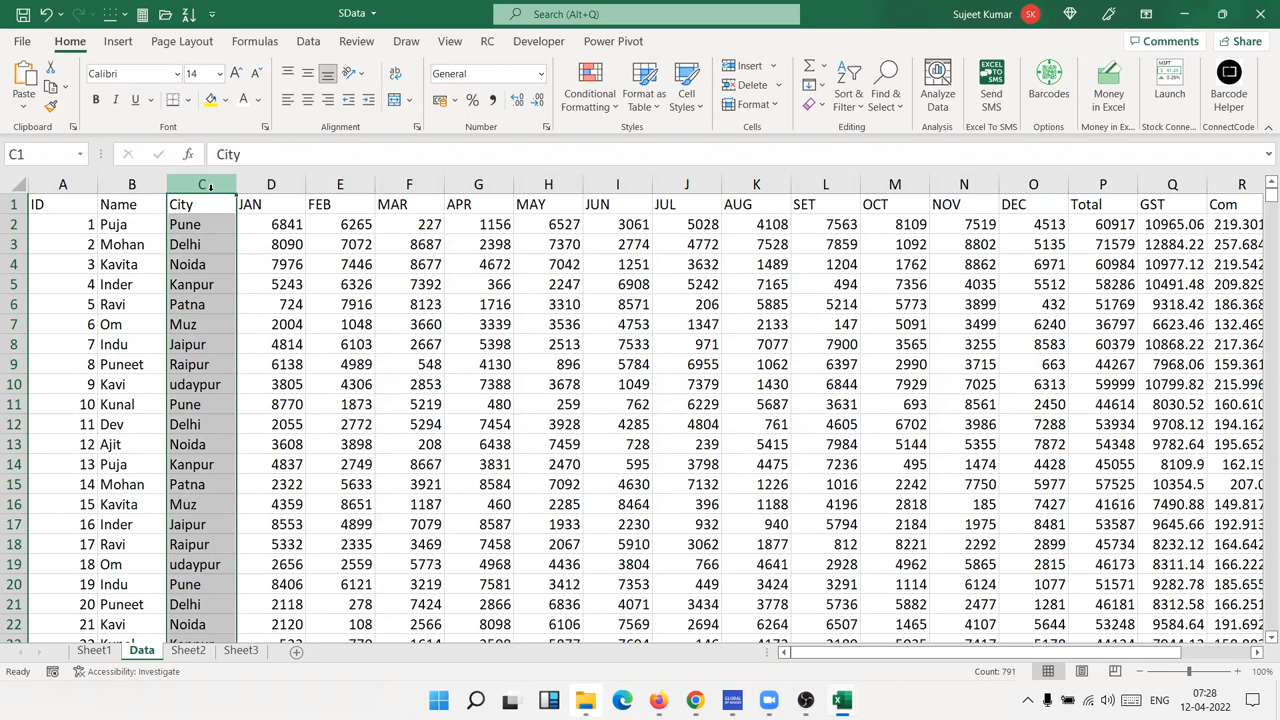 SData
Search (Alt+Q)
Sujeet Kumar SK
File Home Insert Page Layout Formulas Data Review View Draw RC Developer Power Pivot Comments Share
Paste
Calibri 14
B I U
General
% , 
Conditional Formatting
Format as Table
Cell Styles
Insert
Delete
Format
Sort & Filter
Find & Select
Analyze Data
Send SMS
EXCEL TO SMS
Barcodes
Money in Excel
MSFT
Launch
Barcode Helper
Clipboard Font Alignment Number Styles Cells Editing Analysis Excel To SMS Options Money in Ex... Stock Conne... ConnectCode
C1 fx City
A B C D E F G H I J K L M N O P Q R
1 ID Name City JAN FEB MAR APR MAY JUN JUL AUG SET OCT NOV DEC Total GST Com
2 1 Puja Pune 6841 6265 227 1156 6527 3061 5028 4108 7563 8109 7519 4513 60917 10965.06 219.301
3 2 Mohan Delhi 8090 7072 8687 2398 7370 2774 4772 7528 7859 1092 8802 5135 71579 12884.22 257.684
4 3 Kavita Noida 7976 7446 8677 4672 7042 1251 3632 1489 1204 1762 8862 6971 60984 10977.12 219.542
5 4 Inder Kanpur 5243 6326 7392 366 2247 6908 5242 7165 494 7356 4035 5512 58286 10491.48 209.829
6 5 Ravi Patna 724 7916 8123 1716 3310 8571 206 5885 5214 5773 3899 432 51769 9318.42 186.368
7 6 Om Muz 2004 1048 3660 3339 3536 4753 1347 2133 147 5091 3499 6240 36797 6623.46 132.469
8 7 Indu Jaipur 4814 6103 2667 5398 2513 7533 971 7077 7900 3565 3255 8583 60379 10868.22 217.364
9 8 Puneet Raipur 6138 4989 548 4130 896 5784 6955 1062 6397 2990 3715 663 44267 7968.06 159.361
10 9 Kavi udaypur 3805 4306 2853 7388 3678 1049 7379 1430 6844 7929 7025 6313 59999 10799.82 215.996
11 10 Kunal Pune 8770 1873 5219 480 259 762 6229 5687 3631 693 8561 2450 44614 8030.52 160.610
12 11 Dev Delhi 2055 2772 5294 7454 3928 4285 4804 761 4605 6702 3986 7288 53934 9708.12 194.162
13 12 Ajit Noida 3608 3898 208 6438 7459 728 239 5415 7984 5144 5355 7872 54348 9782.64 195.652
14 13 Puja Kanpur 4837 2749 8667 3831 2470 595 3798 4475 7236 495 1474 4428 45055 8109.9 162.19
15 14 Mohan Patna 2322 5633 3921 8584 7092 4630 7132 1226 1016 2242 7750 5977 57525 10354.5 207.0
16 15 Kavita Muz 4359 8451 1187 460 2285 8464 396 1188 4196 2818 185 7427 41616 7490.88 149.817
17 16 Inder Jaipur 8553 4899 7079 8587 1933 2230 932 940 5794 2184 1975 8481 53587 9645.66 192.913
18 17 Ravi Raipur 5332 2335 3469 7458 2067 5910 3062 1877 812 8221 2292 2899 45734 8232.12 164.642
19 18 Om udaypur 2656 2559 5773 4968 4436 3804 766 4641 2928 4962 5865 2815 46173 8311.14 166.222
20 19 Indu Pune 8406 6121 3219 7581 3412 7353 449 3424 3291 1114 6124 1077 51571 9282.78 185.655
21 20 Puneet Delhi 2118 278 7424 2866 6836 4071 3434 3778 5736 5882 2477 1281 46181 8312.58 166.251
22 21 Kavi Noida 2120 108 2566 8098 6106 7569 2694 6264 6507 1465 4107 5644 53248 9584.64 191.692
Sheet1 Data Sheet2 Sheet3
Ready Accessibility: Investigate Count: 791 100%
ENG 07:28 12-04-2022